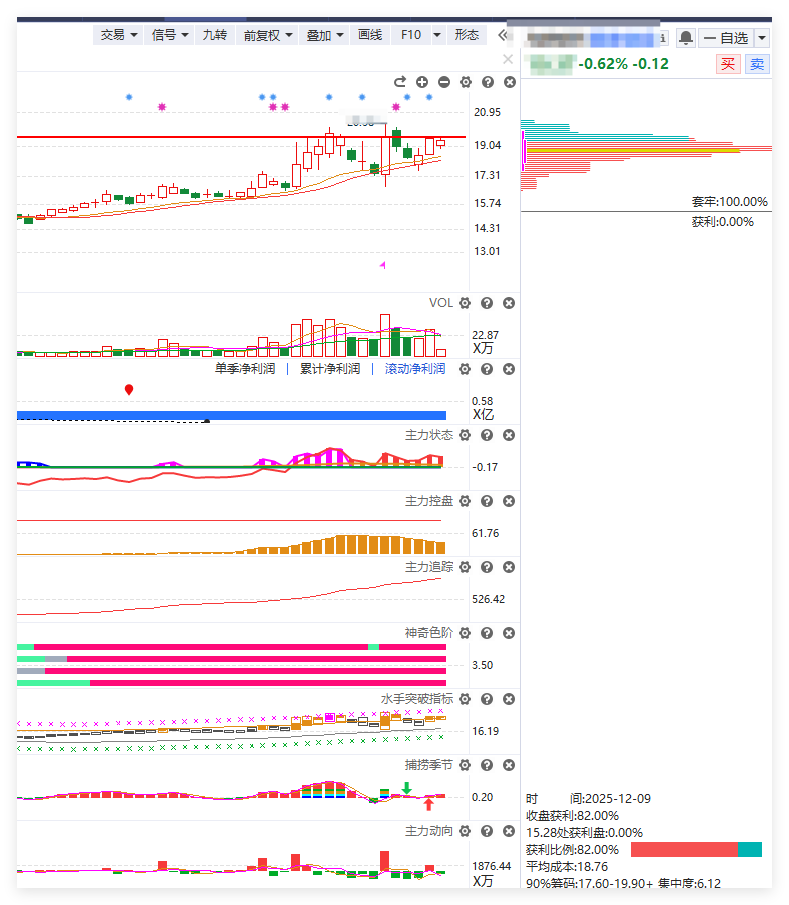 交易 信号 九转 前复权 叠加 画线 F10 形态
自选
-0.62% -0.12 买 卖
20.95
19.04
17.31
15.74
14.31
13.01
套牢:100.00%
获利:0.00%
VOL
22.87
X万
单季净利润 | 累计净利润 | 滚动净利润
0.58
X亿
主力状态
-0.17
主力控盘
61.76
主力追踪
526.42
神奇色阶
3.50
水手突破指标
16.19
捕捞季节
0.20
主力动向
1876.44
X万
时 间:2025-12-09
收盘获利:82.00%
15.28处获利盘:0.00%
获利比例:82.00%
平均成本:18.76
90%筹码:17.60-19.90+ 集中度:6.12